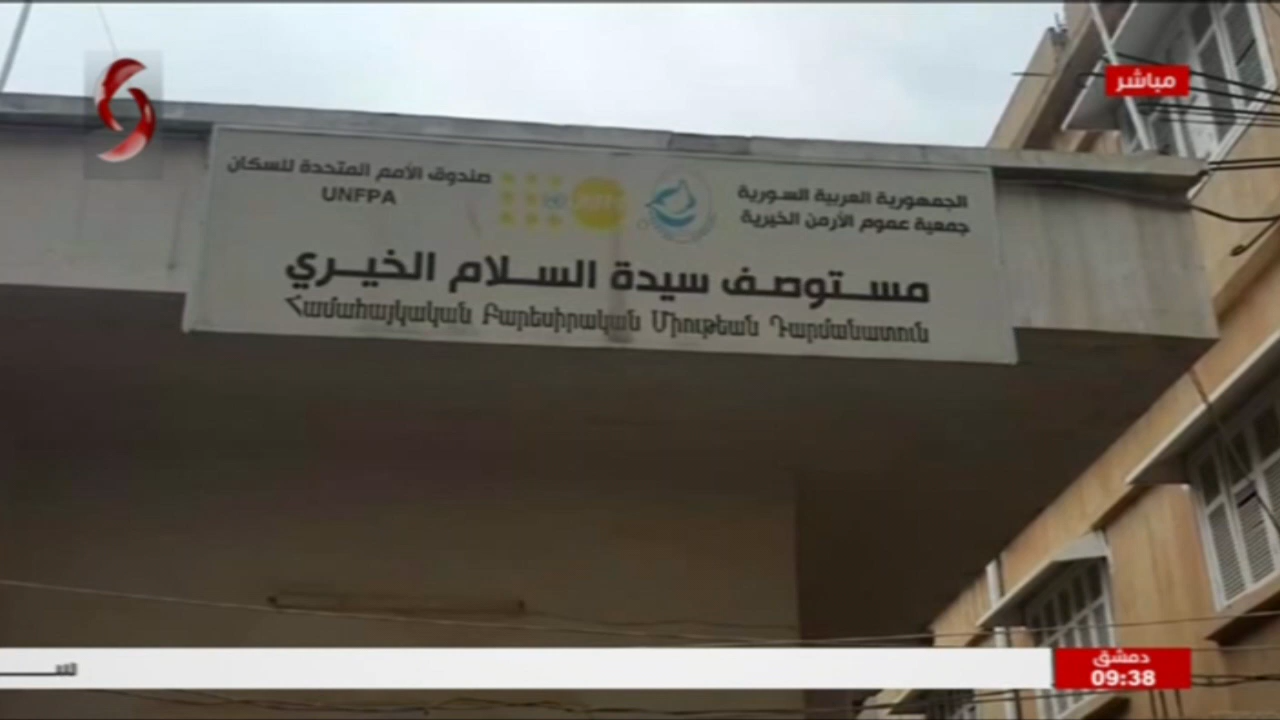 مباشر
الجمهورية العربية السورية
جمعية عموم الأرمن الخيرية
صندوق الأمم المتحدة للسكان
UNFPA
مستوصف سيدة السلام الخيري
Համահայկական Բարեսիրական Միութեան Դարմանատուն
دمشق
09:38